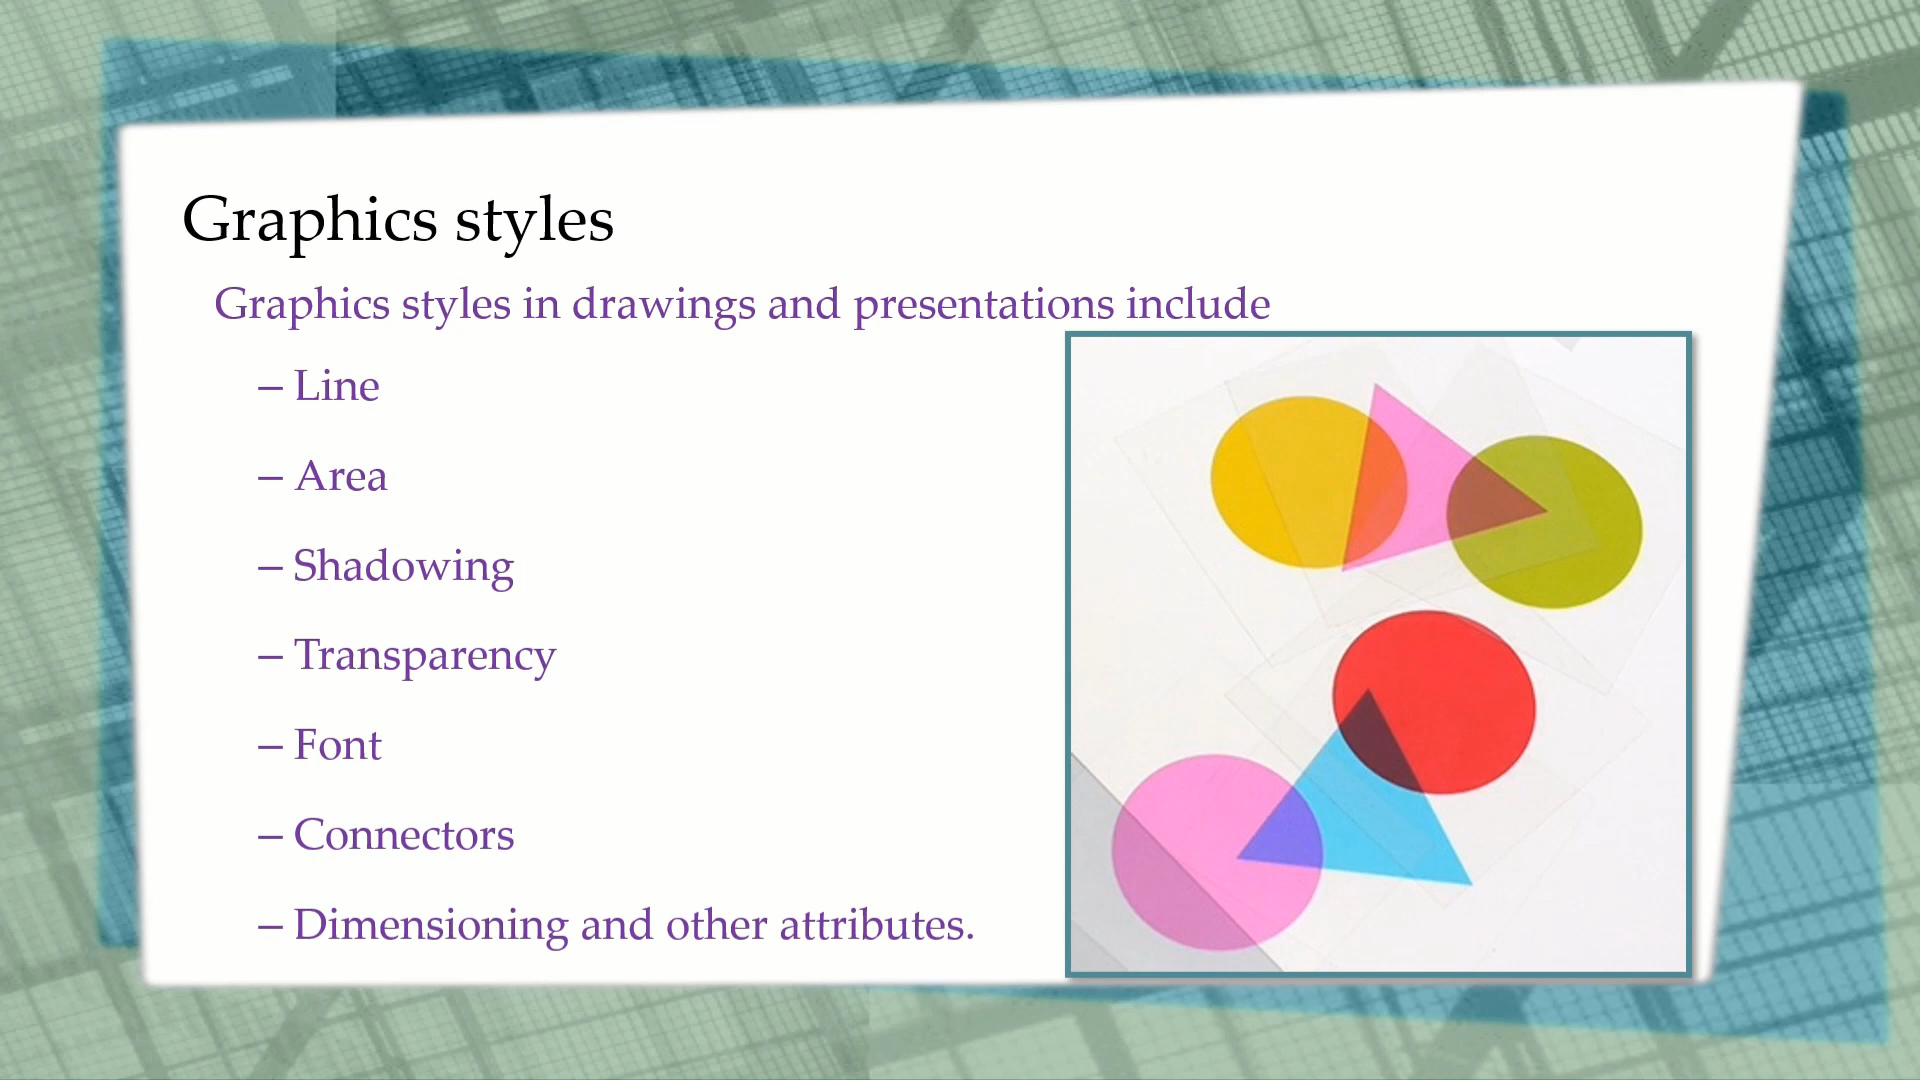 Graphics styles
Graphics styles in drawings and presentations include
– Line
– Area
– Shadowing
– Transparency
– Font
– Connectors
– Dimensioning and other attributes.